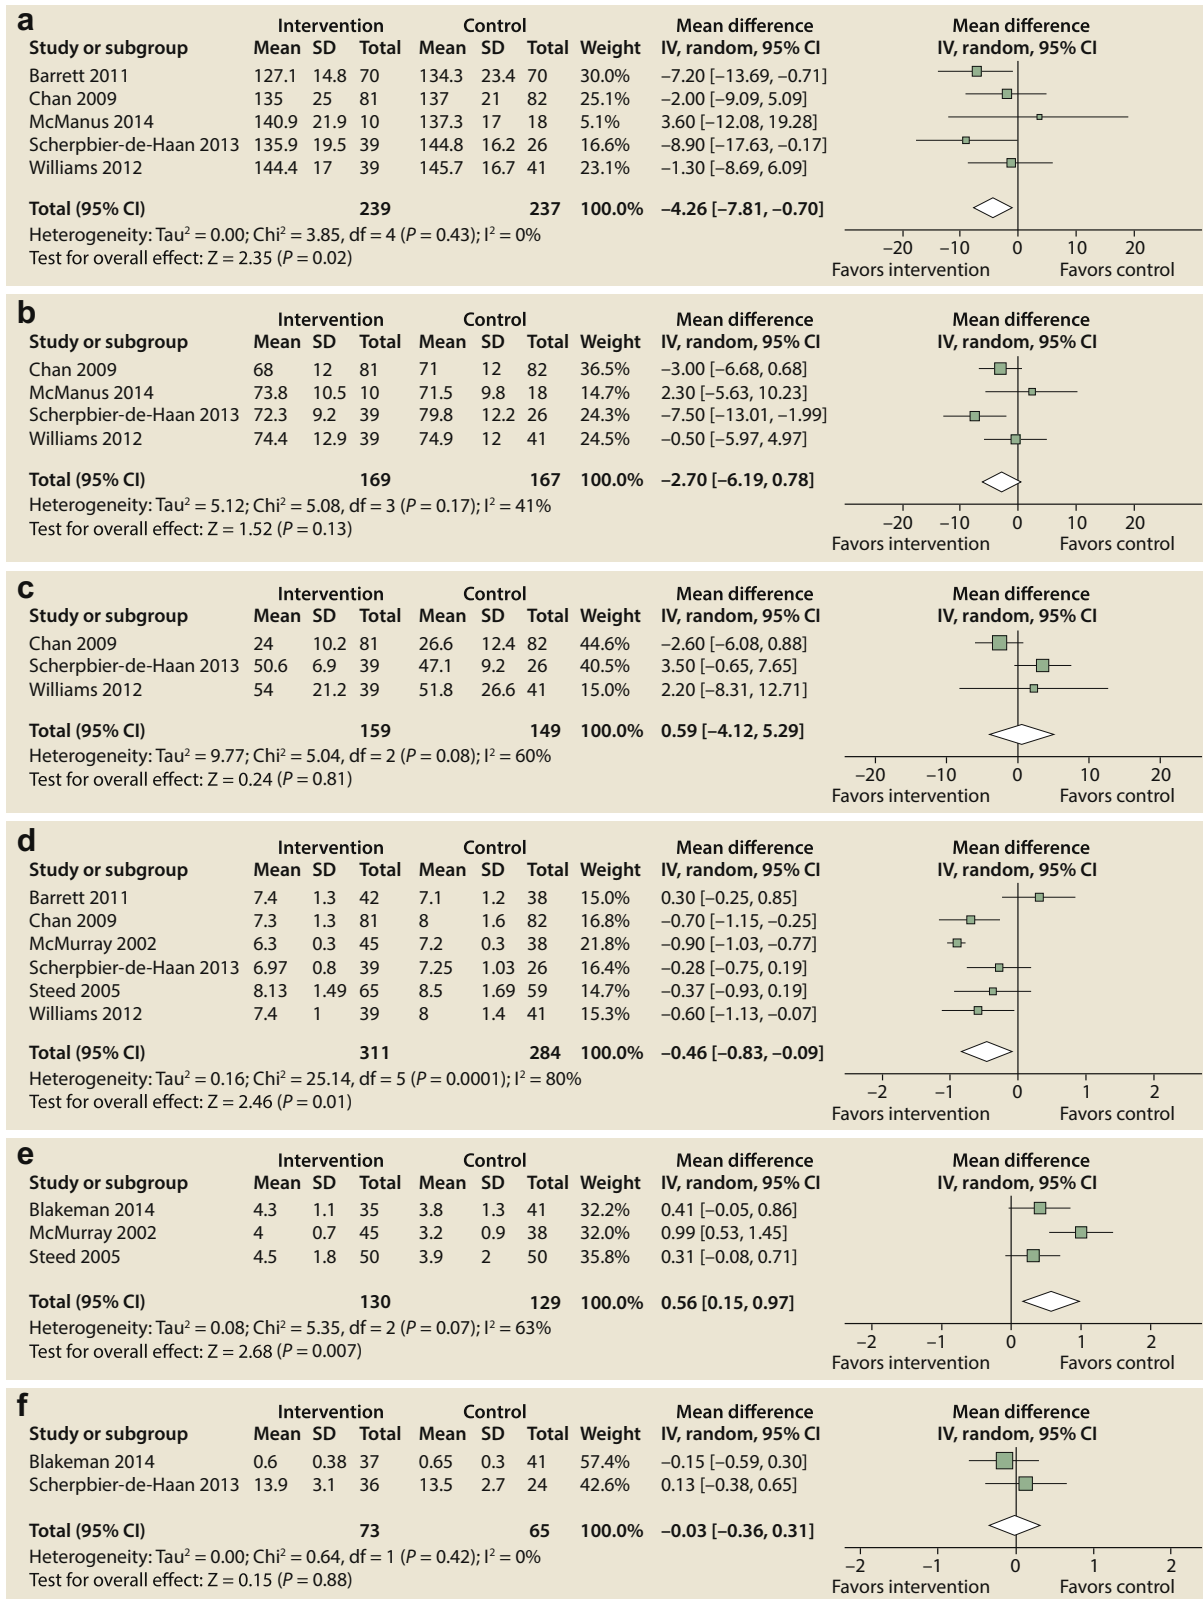 a
Intervention Control Mean difference Mean difference
Study or subgroup Mean SD Total Mean SD Total Weight IV, random, 95% CI IV, random, 95% CI
Barrett 2011 127.1 14.8 70 134.3 23.4 70 30.0% –7.20 [–13.69, –0.71]
Chan 2009 135 25 81 137 21 82 25.1% –2.00 [–9.09, 5.09]
McManus 2014 140.9 21.9 10 137.3 17 18 5.1% 3.60 [–12.08, 19.28]
Scherpbier-de-Haan 2013 135.9 19.5 39 144.8 16.2 26 16.6% –8.90 [–17.63, –0.17]
Williams 2012 144.4 17 39 145.7 16.7 41 23.1% –1.30 [–8.69, 6.09]
Total (95% CI) 239 237 100.0% –4.26 [–7.81, –0.70]
Heterogeneity: Tau² = 0.00; Chi² = 3.85, df = 4 (P = 0.43); I² = 0%
Test for overall effect: Z = 2.35 (P = 0.02)
–20 –10 0 10 20
Favors intervention Favors control
b
Intervention Control Mean difference Mean difference
Study or subgroup Mean SD Total Mean SD Total Weight IV, random, 95% CI IV, random, 95% CI
Chan 2009 68 12 81 71 12 82 36.5% –3.00 [–6.68, 0.68]
McManus 2014 73.8 10.5 10 71.5 9.8 18 14.7% 2.30 [–5.63, 10.23]
Scherpbier-de-Haan 2013 72.3 9.2 39 79.8 12.2 26 24.3% –7.50 [–13.01, –1.99]
Williams 2012 74.4 12.9 39 74.9 12 41 24.5% –0.50 [–5.97, 4.97]
Total (95% CI) 169 167 100.0% –2.70 [–6.19, 0.78]
Heterogeneity: Tau² = 5.12; Chi² = 5.08, df = 3 (P = 0.17); I² = 41%
Test for overall effect: Z = 1.52 (P = 0.13)
–20 –10 0 10 20
Favors intervention Favors control
c
Intervention Control Mean difference Mean difference
Study or subgroup Mean SD Total Mean SD Total Weight IV, random, 95% CI IV, random, 95% CI
Chan 2009 24 10.2 81 26.6 12.4 82 44.6% –2.60 [–6.08, 0.88]
Scherpbier-de-Haan 2013 50.6 6.9 39 47.1 9.2 26 40.5% 3.50 [–0.65, 7.65]
Williams 2012 54 21.2 39 51.8 26.6 41 15.0% 2.20 [–8.31, 12.71]
Total (95% CI) 159 149 100.0% 0.59 [–4.12, 5.29]
Heterogeneity: Tau² = 9.77; Chi² = 5.04, df = 2 (P = 0.08); I² = 60%
Test for overall effect: Z = 0.24 (P = 0.81)
–20 –10 0 10 20
Favors intervention Favors control
d
Intervention Control Mean difference Mean difference
Study or subgroup Mean SD Total Mean SD Total Weight IV, random, 95% CI IV, random, 95% CI
Barrett 2011 7.4 1.3 42 7.1 1.2 38 15.0% 0.30 [–0.25, 0.85]
Chan 2009 7.3 1.3 81 8 1.6 82 16.8% –0.70 [–1.15, –0.25]
McMurray 2002 6.3 0.3 45 7.2 0.3 38 21.8% –0.90 [–1.03, –0.77]
Scherpbier-de-Haan 2013 6.97 0.8 39 7.25 1.03 26 16.4% –0.28 [–0.75, 0.19]
Steed 2005 8.13 1.49 65 8.5 1.69 59 14.7% –0.37 [–0.93, 0.19]
Williams 2012 7.4 1 39 8 1.4 41 15.3% –0.60 [–1.13, –0.07]
Total (95% CI) 311 284 100.0% –0.46 [–0.83, –0.09]
Heterogeneity: Tau² = 0.16; Chi² = 25.14, df = 5 (P = 0.0001); I² = 80%
Test for overall effect: Z = 2.46 (P = 0.01)
–2 –1 0 1 2
Favors intervention Favors control
e
Intervention Control Mean difference Mean difference
Study or subgroup Mean SD Total Mean SD Total Weight IV, random, 95% CI IV, random, 95% CI
Blakeman 2014 4.3 1.1 35 3.8 1.3 41 32.2% 0.41 [–0.05, 0.86]
McMurray 2002 4 0.7 45 3.2 0.9 38 32.0% 0.99 [0.53, 1.45]
Steed 2005 4.5 1.8 50 3.9 2 50 35.8% 0.31 [–0.08, 0.71]
Total (95% CI) 130 129 100.0% 0.56 [0.15, 0.97]
Heterogeneity: Tau² = 0.08; Chi² = 5.35, df = 2 (P = 0.07); I² = 63%
Test for overall effect: Z = 2.68 (P = 0.007)
–2 –1 0 1 2
Favors intervention Favors control
f
Intervention Control Mean difference Mean difference
Study or subgroup Mean SD Total Mean SD Total Weight IV, random, 95% CI IV, random, 95% CI
Blakeman 2014 0.6 0.38 37 0.65 0.3 41 57.4% –0.15 [–0.59, 0.30]
Scherpbier-de-Haan 2013 13.9 3.1 36 13.5 2.7 24 42.6% 0.13 [–0.38, 0.65]
Total (95% CI) 73 65 100.0% –0.03 [–0.36, 0.31]
Heterogeneity: Tau² = 0.00; Chi² = 0.64, df = 1 (P = 0.42); I² = 0%
Test for overall effect: Z = 0.15 (P = 0.88)
–2 –1 0 1 2
Favors intervention Favors control